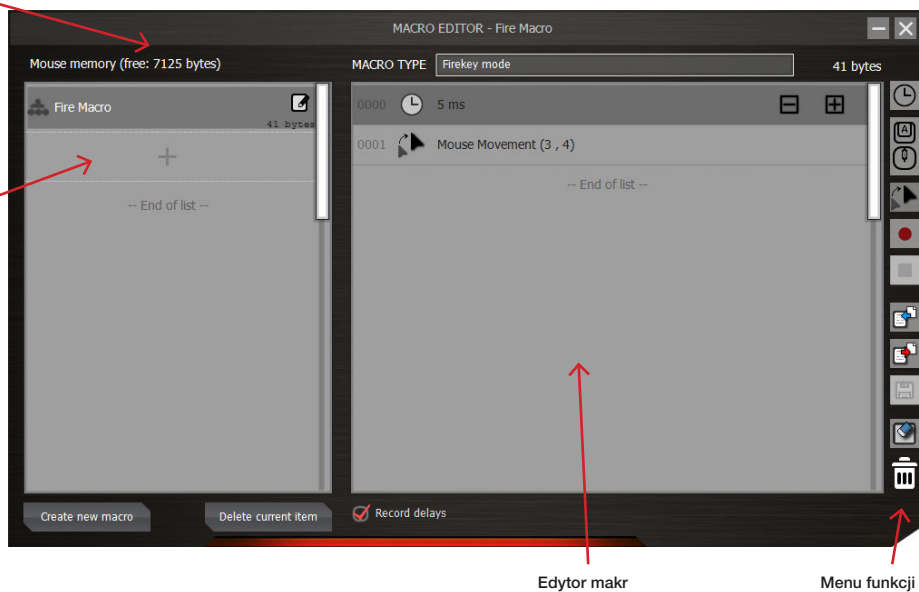 MACRO EDITOR - Fire Macro
Mouse memory (free: 7125 bytes)
MACRO TYPE Firekey mode 41 bytes
Fire Macro
41 bytes
-- End of list --
0000 5 ms
0001 Mouse Movement (3 , 4)
-- End of list --
A
Create new macro
Delete current item
Record delays
Edytor makr
Menu funkcji